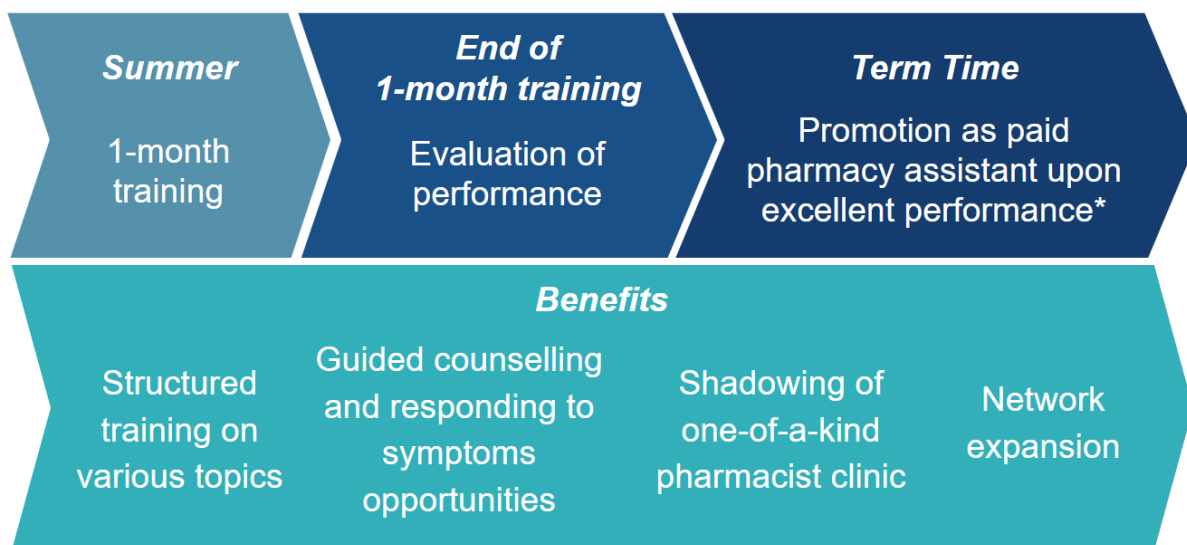 Summer
1-month
training
End of
1-month training
Evaluation of
performance
Term Time
Promotion as paid
pharmacy assistant upon
excellent performance*
Benefits
Structured
training on
various topics
Guided counselling
and responding to
symptoms
opportunities
Shadowing of
one-of-a-kind
pharmacist clinic
Network
expansion